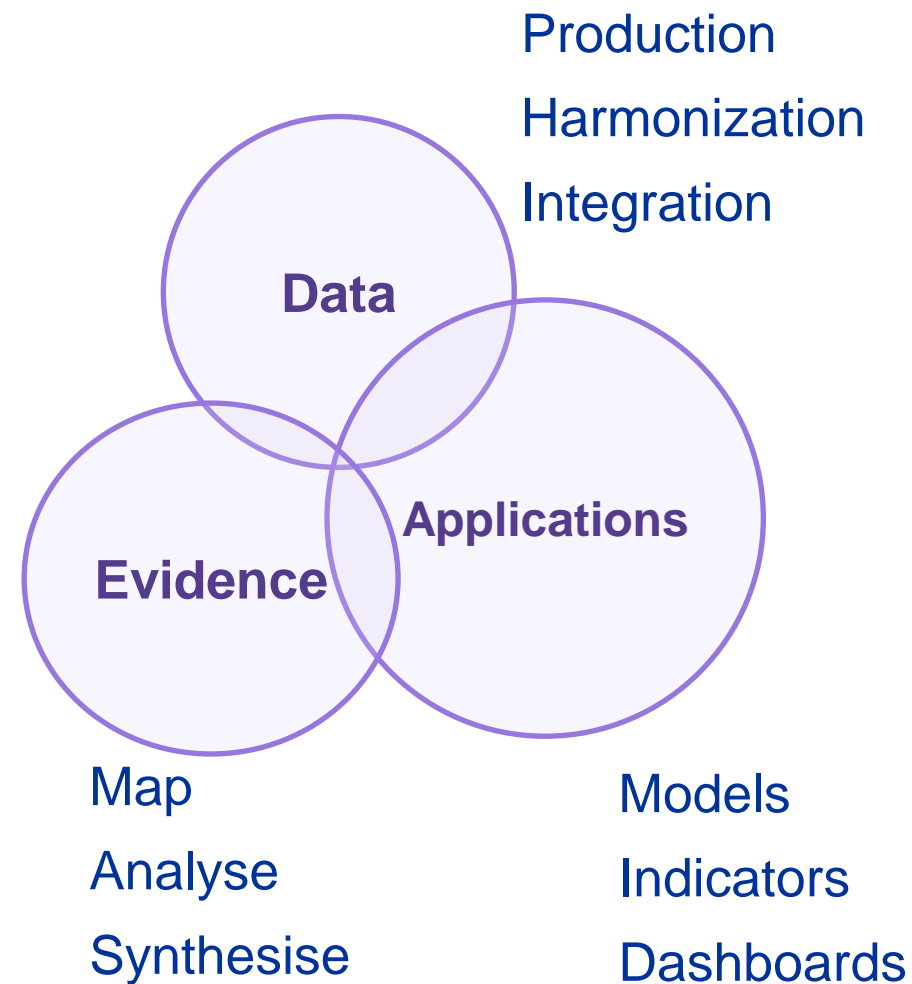 Production
Harmonization
Integration
Data
Applications
Evidence
Map
Analyse
Synthesise
Models
Indicators
Dashboards